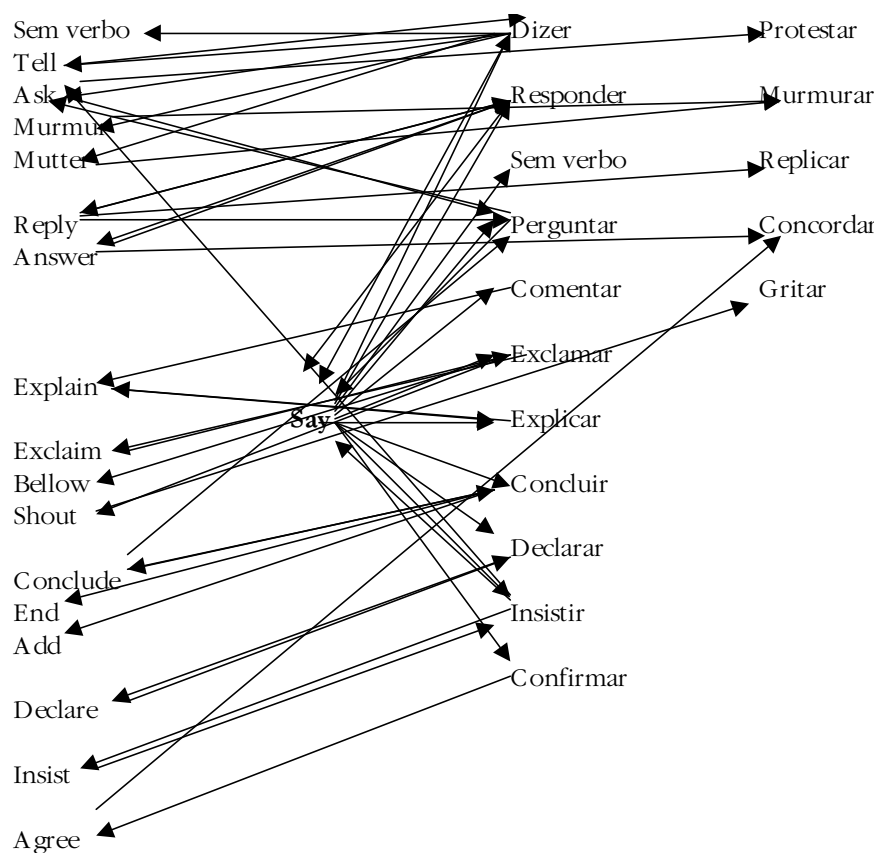 Sem verbo Dizer Protestar
Tell
Ask Responder Murmurar
Murmur
Mutter Sem verbo Replicar
Reply Perguntar Concordar
Answer
Comentar Gritar
Exclamar
Explain
Say Explicar
Exclaim
Bellow Concluir
Shout
Declarar
Conclude
End Insistir
Add
Confirmar
Declare
Insist
Agree